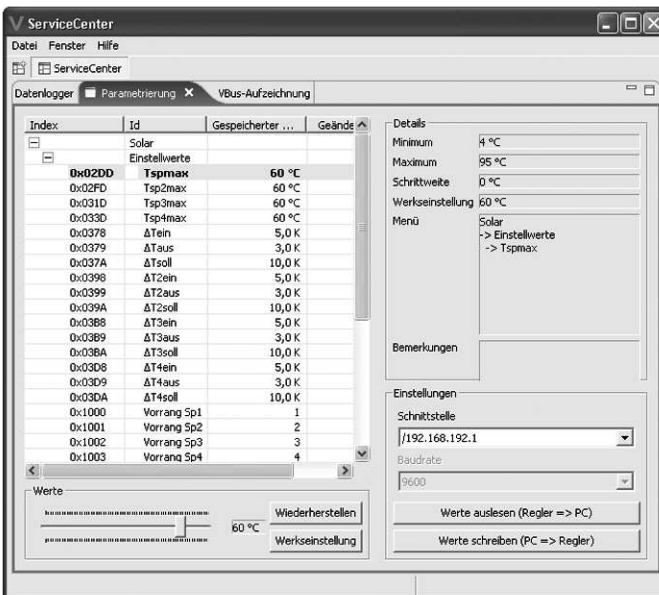 ServiceCenter
Datei Fenster Hilfe
ServiceCenter
Datenlogger Parametrierung VBus-Aufzeichnung
Index Id Gespeicherter ... Geände
Solar
Einstellwerte
0x02DD Tspmax 60 °C
0x02FD Tsp2max 60 °C
0x031D Tsp3max 60 °C
0x033D Tsp4max 60 °C
0x0378 ΔTein 5,0 K
0x0379 ΔTaus 3,0 K
0x037A ΔTsoll 10,0 K
0x0398 ΔT2ein 5,0 K
0x0399 ΔT2aus 3,0 K
0x039A ΔT2soll 10,0 K
0x03B8 ΔT3ein 5,0 K
0x03B9 ΔT3aus 3,0 K
0x03BA ΔT3soll 10,0 K
0x03D8 ΔT4ein 5,0 K
0x03D9 ΔT4aus 3,0 K
0x03DA ΔT4soll 10,0 K
0x1000 Vorrang Sp1 1
0x1001 Vorrang Sp2 2
0x1002 Vorrang Sp3 3
0x1003 Vorrang Sp4 4
Werte
60 °C
Wiederherstellen
Werkseinstellung
Details
Minimum 4 °C
Maximum 95 °C
Schrittweite 0 °C
Werkseinstellung 60 °C
Menü Solar
-> Einstellwerte
-> Tspmax
Bemerkungen
Einstellungen
Schnittstelle
/192.168.192.1
Baudrate
9600
Werte auslesen (Regler => PC)
Werte schreiben (PC => Regler)